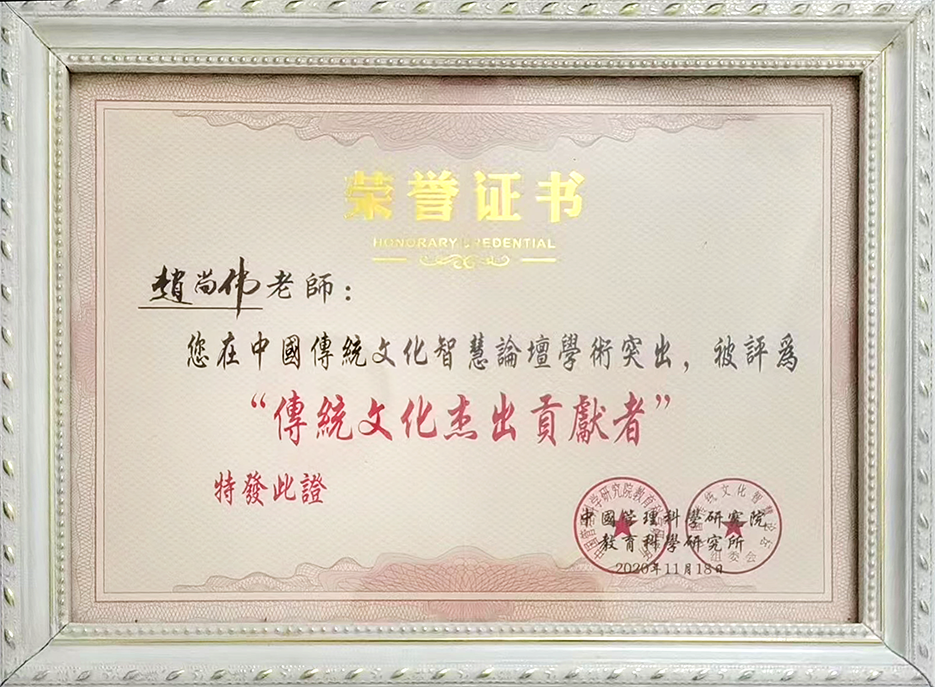 荣誉证书
HONORARY CREDENTIAL
趙尚伟老師：
您在中國傳統文化智慧論壇學術突出，被評爲
“傳統文化杰出貢獻者”
特發此證
中國管理科學研究院
教育科學研究所
2020年11月18日